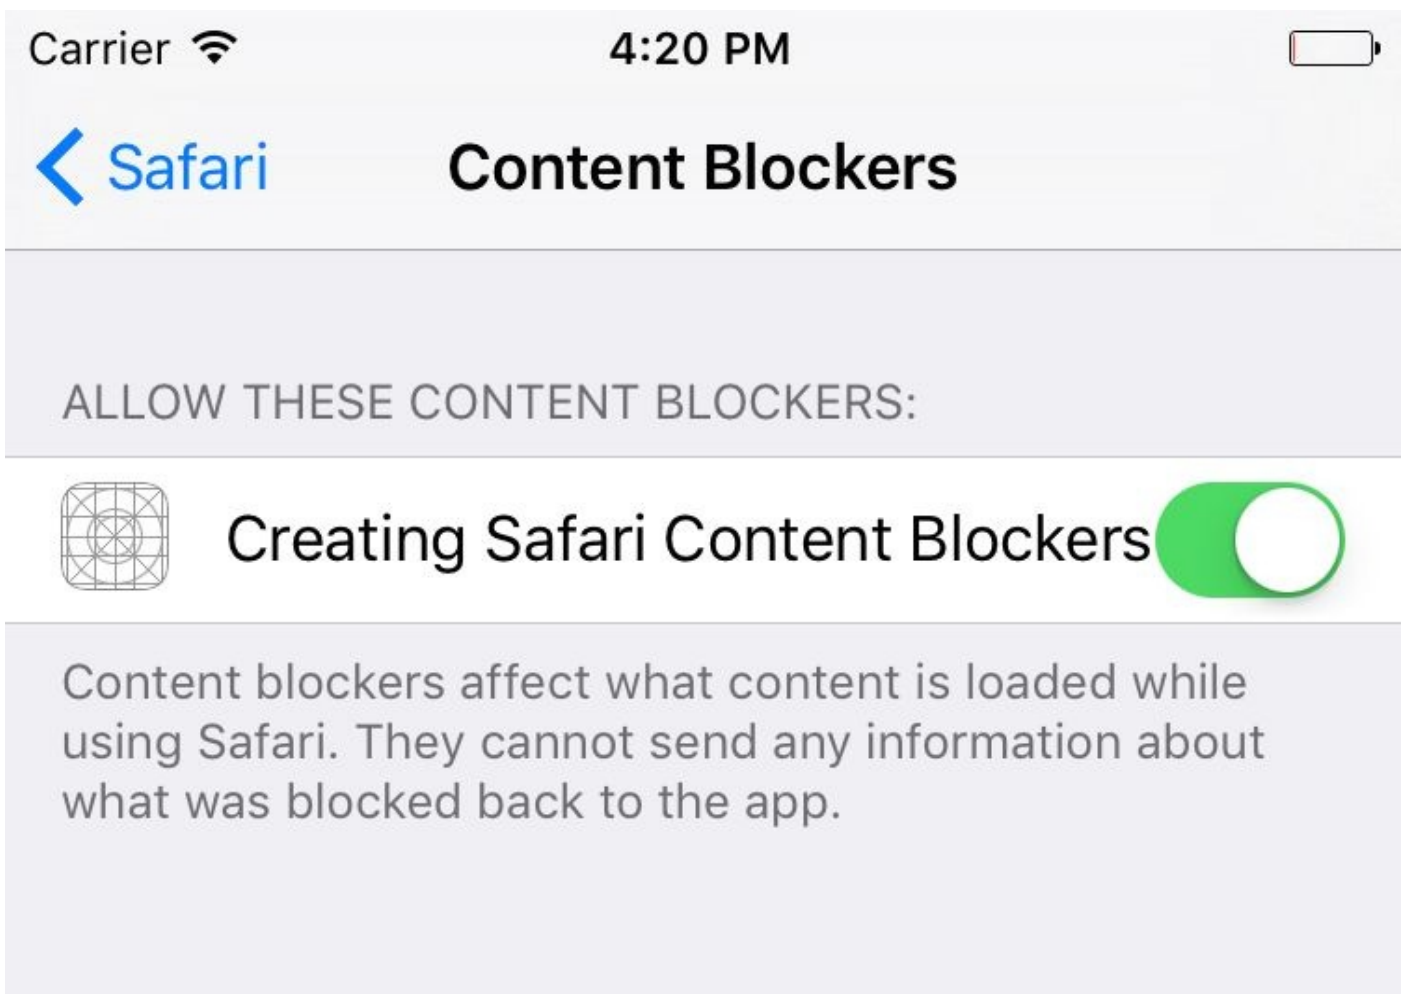 Carrier 4:20 PM
Safari Content Blockers
ALLOW THESE CONTENT BLOCKERS:
Creating Safari Content Blockers
Content blockers affect what content is loaded while
using Safari. They cannot send any information about
what was blocked back to the app.